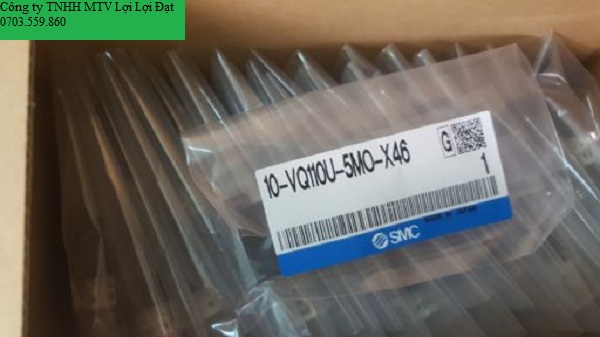 Công ty TNHH MTV Lợi Lợi Đạt
0703.559.860
10-VQ110U-5MO-X46
G
1
MADE IN JAPAN
SMC